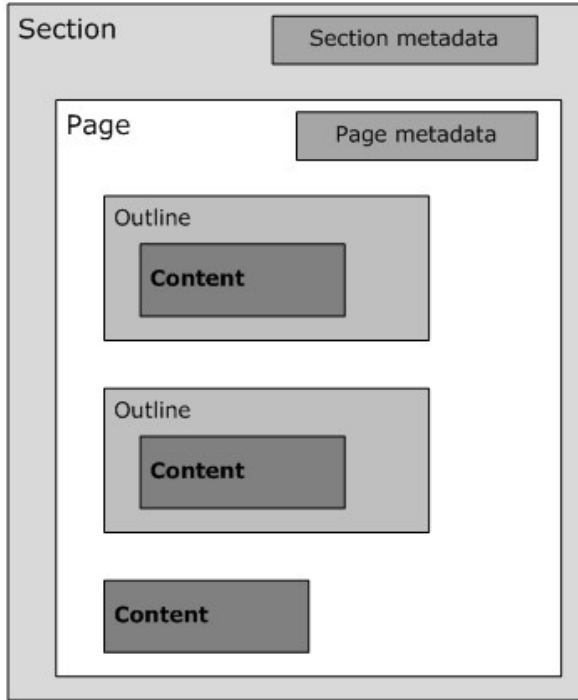 Section
Section metadata
Page
Page metadata
Outline
Content
Outline
Content
Content